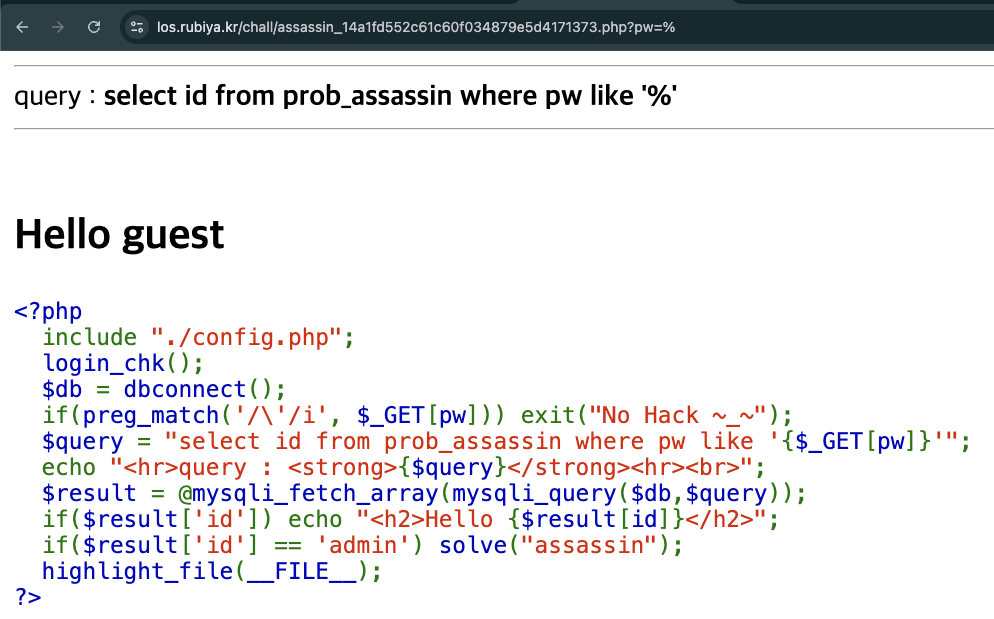 los.rubiya.kr/chall/assassin_14a1fd552c61c60f034879e5d4171373.php?pw=%
query : select id from prob_assassin where pw like '%'
Hello guest
<?php
  include "./config.php";
  login_chk();
  $db = dbconnect();
  if(preg_match('/\'/i', $_GET[pw])) exit("No Hack ~_~");
  $query = "select id from prob_assassin where pw like '{$_GET[pw]}'";
  echo "<hr>query : <strong>{$query}</strong><hr><br>";
  $result = @mysqli_fetch_array(mysqli_query($db,$query));
  if($result['id']) echo "<h2>Hello {$result[id]}</h2>";
  if($result['id'] == 'admin') solve("assassin");
  highlight_file(__FILE__);
?>